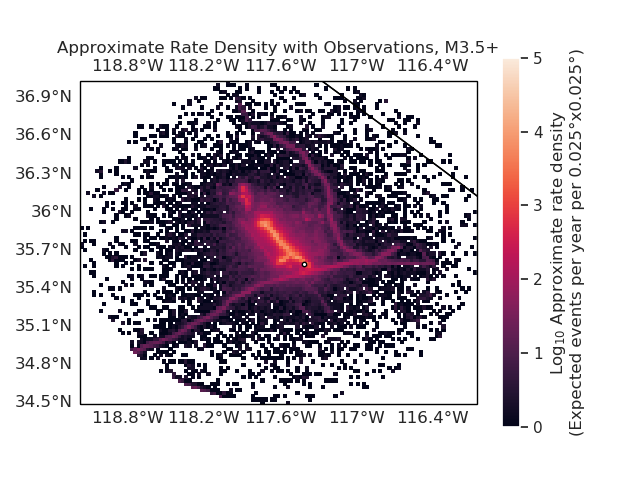 Approximate Rate Density with Observations, M3.5+
118.8°W 118.2°W 117.6°W 117°W 116.4°W
36.9°N
36.6°N
36.3°N
36°N
35.7°N
35.4°N
35.1°N
34.8°N
34.5°N
118.8°W 118.2°W 117.6°W 117°W 116.4°W
5
4
3
2
1
0
Log₁₀ Approximate rate density
(Expected events per year per 0.025°x0.025°)